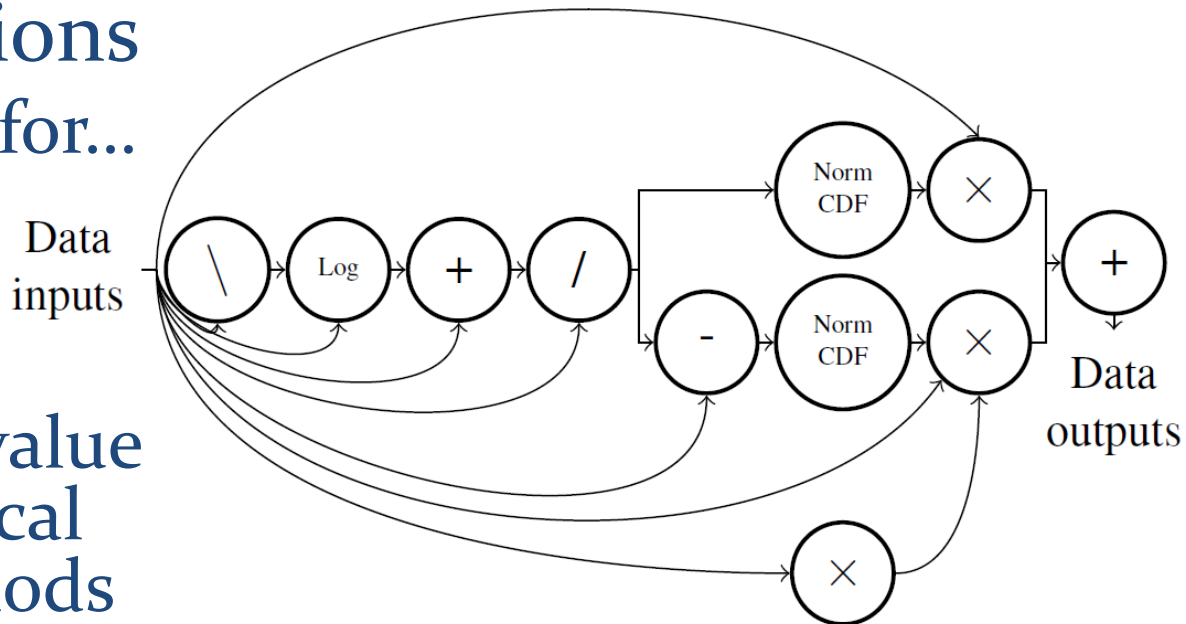 ions
for...
Data
inputs
\
Log
+
/
Norm
CDF
×
-
Norm
CDF
×
+
Data
outputs
value
cal
ods
×